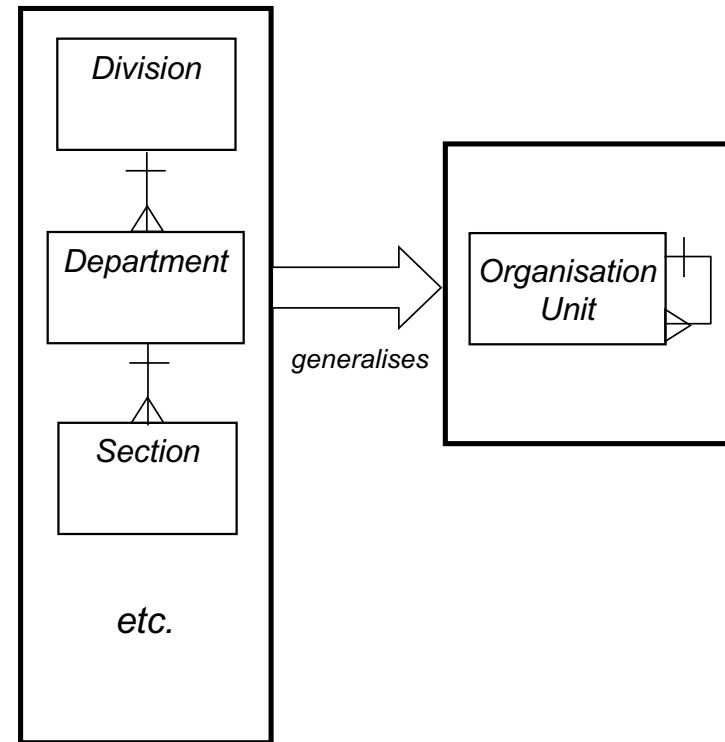 Division
Department
Section
etc.
generalises
Organisation
Unit